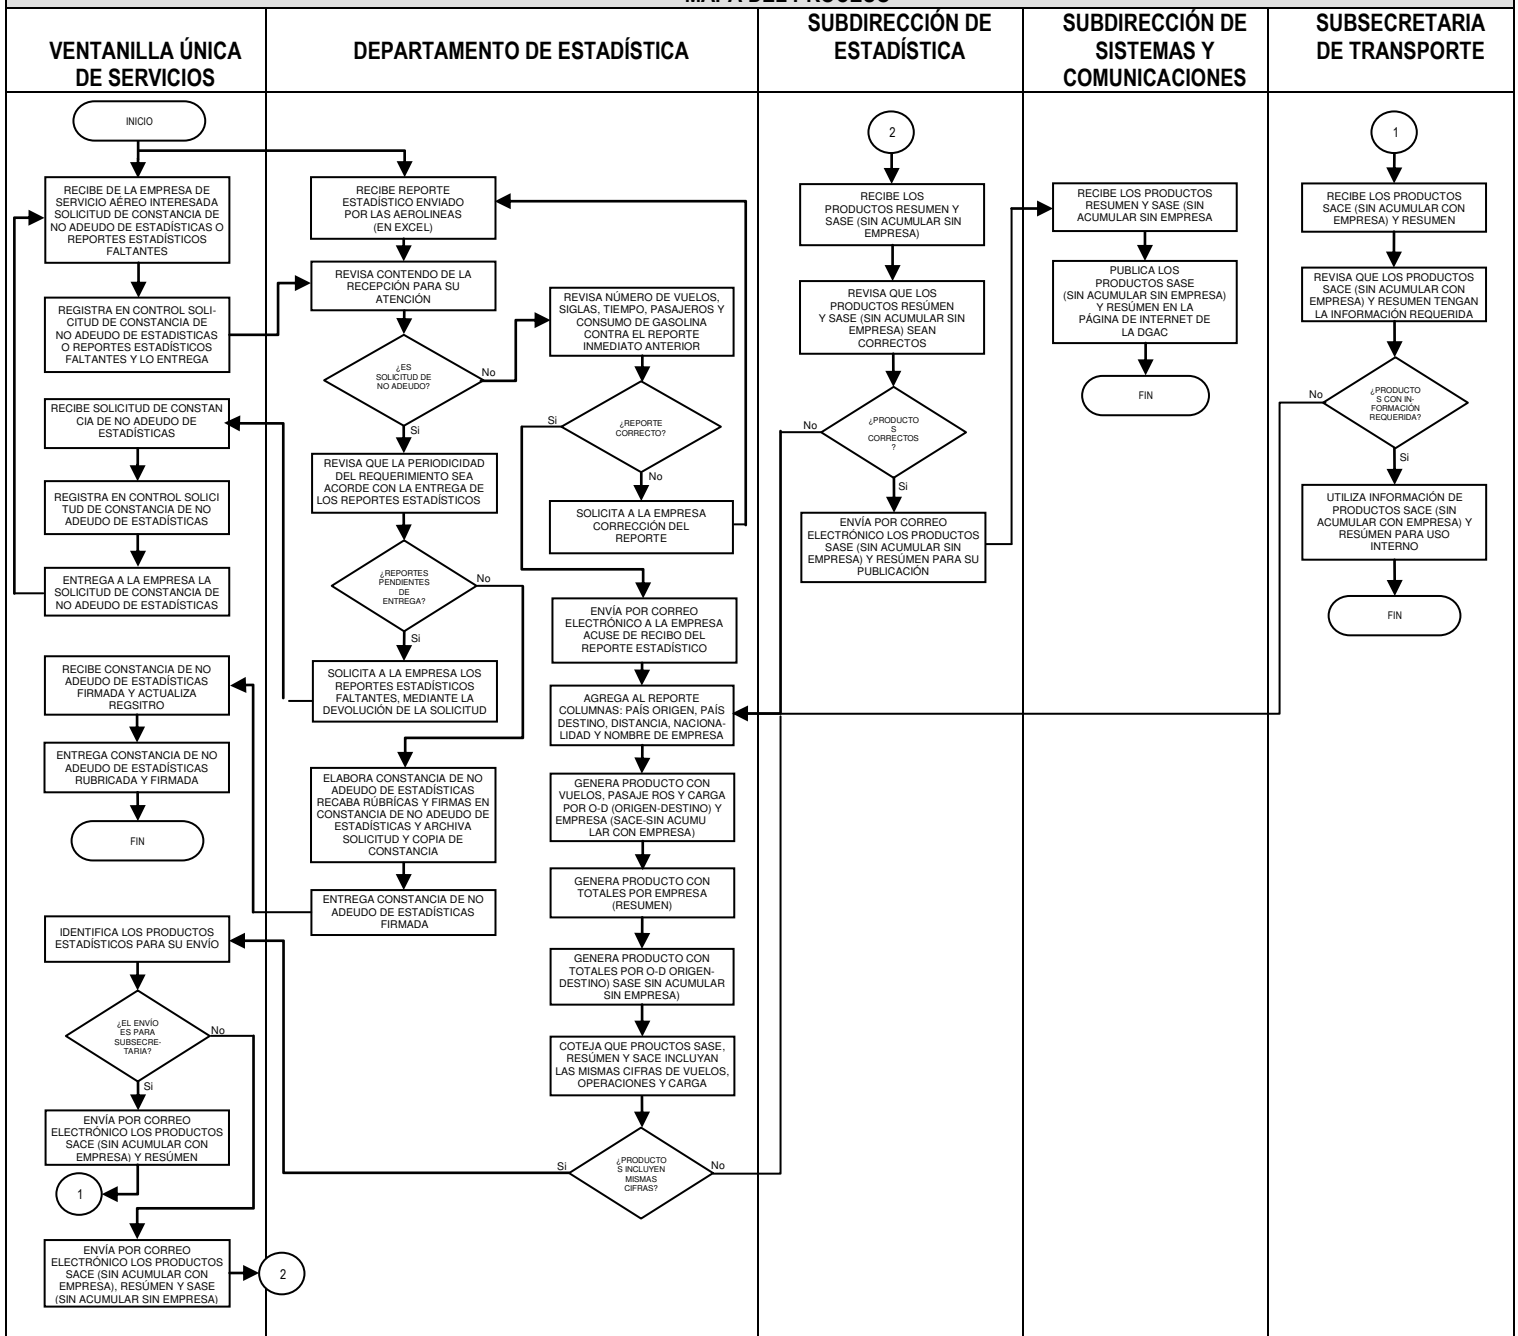 MAPA DEL PROCESO
VENTANILLA ÚNICA
DE SERVICIOS
DEPARTAMENTO DE ESTADÍSTICA
SUBDIRECCIÓN DE
ESTADÍSTICA
SUBDIRECCIÓN DE
SISTEMAS Y
COMUNICACIONES
SUBSECRETARIA
DE TRANSPORTE
INICIO
RECIBE DE LA EMPRESA DE
SERVICIO AÉREO INTERESADA
SOLICITUD DE CONSTANCIA DE
NO ADEUDO DE ESTADÍSTICAS O
REPORTES ESTADÍSTICOS
FALTANTES
REGISTRA EN CONTROL SOLI-
CITUD DE CONSTANCIA DE
NO ADEUDO DE ESTADISTICAS
O REPORTES ESTADÍSTICOS
FALTANTES Y LO ENTREGA
RECIBE SOLICITUD DE CONSTAN
CIA DE NO ADEUDO DE
ESTADÍSTICAS
REGISTRA EN CONTROL SOLICI
TUD DE CONSTANCIA DE NO
ADEUDO DE ESTADÍSTICAS
ENTREGA A LA EMPRESA LA
SOLICITUD DE CONSTANCIA DE
NO ADEUDO DE ESTADÍSTICAS
RECIBE CONSTANCIA DE NO
ADEUDO DE ESTADÍSTICAS
FIRMADA Y ACTUALIZA
REGSITRO
ENTREGA CONSTANCIA DE NO
ADEUDO DE ESTADÍSTICAS
RUBRICADA Y FIRMADA
FIN
IDENTIFICA LOS PRODUCTOS
ESTADÍSTICOS PARA SU ENVÍO
¿EL ENVÍO
ES PARA
SUBSECRE-
TARIA?
No
Si
ENVÍA POR CORREO
ELECTRÓNICO LOS PRODUCTOS
SACE (SIN ACUMULAR CON
EMPRESA) Y RESÚMEN
1
ENVÍA POR CORREO
ELECTRÓNICO LOS PRODUCTOS
SACE (SIN ACUMULAR CON
EMPRESA), RESÚMEN Y SASE
(SIN ACUMULAR SIN EMPRESA)
2
RECIBE REPORTE
ESTADÍSTICO ENVIADO
POR LAS AEROLINEAS
(EN EXCEL)
REVISA CONTENDO DE LA
RECEPCIÓN PARA SU
ATENCIÓN
¿ES
SOLICITUD DE
NO ADEUDO?
No
Si
REVISA QUE LA PERIODICIDAD
DEL REQUERIMIENTO SEA
ACORDE CON LA ENTREGA DE
LOS REPORTES ESTADÍSTICOS
¿REPORTES
PENDIENTES
DE
ENTREGA?
No
Si
SOLICITA A LA EMPRESA LOS
REPORTES ESTADÍSTICOS
FALTANTES, MEDIANTE LA
DEVOLUCIÓN DE LA SOLICITUD
ELABORA CONSTANCIA DE NO
ADEUDO DE ESTADÍSTICAS
RECABA RÚBRÍCAS Y FIRMAS EN
CONSTANCIA DE NO ADEUDO DE
ESTADÍSTICAS Y ARCHIVA
SOLICITUD Y COPIA DE
CONSTANCIA
ENTREGA CONSTANCIA DE NO
ADEUDO DE ESTADÍSTICAS
FIRMADA
REVISA NÚMERO DE VUELOS,
SIGLAS, TIEMPO, PASAJEROS Y
CONSUMO DE GASOLINA
CONTRA EL REPORTE
INMEDIATO ANTERIOR
¿REPORTE
CORRECTO?
Si
No
SOLICITA A LA EMPRESA
CORRECCIÓN DEL
REPORTE
ENVÍA POR CORREO
ELECTRÓNICO A LA EMPRESA
ACUSE DE RECIBO DEL
REPORTE ESTADÍSTICO
AGREGA AL REPORTE
COLUMNAS: PAÍS ORIGEN, PAÍS
DESTINO, DISTANCIA, NACIONA-
LIDAD Y NOMBRE DE EMPRESA
GENERA PRODUCTO CON
VUELOS, PASAJE ROS Y CARGA
POR O-D (ORIGEN-DESTINO) Y
EMPRESA (SACE-SIN ACUMU
LAR CON EMPRESA)
GENERA PRODUCTO CON
TOTALES POR EMPRESA
(RESUMEN)
GENERA PRODUCTO CON
TOTALES POR O-D ORIGEN-
DESTINO) SASE SIN ACUMULAR
SIN EMPRESA)
COTEJA QUE PROUCTOS SASE,
RESÚMEN Y SACE INCLUYAN
LAS MISMAS CIFRAS DE VUELOS,
OPERACIONES Y CARGA
¿PRODUCTO
S INCLUYEN
MISMAS
CIFRAS?
Si
No
2
RECIBE LOS
PRODUCTOS RESUMEN Y
SASE (SIN ACUMULAR SIN
EMPRESA)
REVISA QUE LOS
PRODUCTOS RESÚMEN
Y SASE (SIN ACUMULAR SIN
EMPRESA) SEAN
CORRECTOS
¿PRODUCTO
S
CORRECTOS
?
No
Si
ENVÍA POR CORREO
ELECTRÓNICO LOS PRODUCTOS
SASE (SIN ACUMULAR SIN
EMPRESA) Y RESÚMEN PARA SU
PUBLICACIÓN
RECIBE LOS PRODUCTOS
RESUMEN Y SASE (SIN
ACUMULAR SIN EMPRESA
PUBLICA LOS
PRODUCTOS SASE
(SIN ACUMULAR SIN EMPRESA)
Y RESÚMEN EN LA
PÁGINA DE INTERNET DE
LA DGAC
FIN
1
RECIBE LOS PRODUCTOS
SACE (SIN ACUMULAR CON
EMPRESA) Y RESUMEN
REVISA QUE LOS PRODUCTOS
SACE (SIN ACUMULAR CON
EMPRESA) Y RESUMEN TENGAN
LA INFORMACIÓN REQUERIDA
¿PRODUCTO
S CON IN-
FORMACIÓN
REQUERIDA?
No
Si
UTILIZA INFORMACIÓN DE
PRODUCTOS SACE (SIN
ACUMULAR CON EMPRESA) Y
RESÚMEN PARA USO
INTERNO
FIN